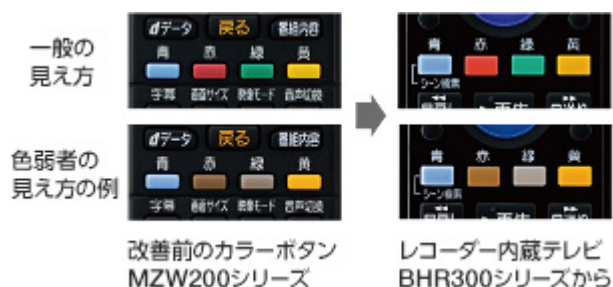 一般の
見え方
dデータ 戻る 番組内容
青 赤 緑 黄
字幕 画面サイズ 映像モード 音声切換
青 赤 緑 黄
シーン検索
色弱者の
見え方の例
dデータ 戻る 番組内容
青 赤 緑 黄
字幕 画面サイズ 映像モード 音声切換
青 赤 緑 黄
シーン検索
改善前のカラーボタン
MZW200シリーズ
レコーダー内蔵テレビ
BHR300シリーズから